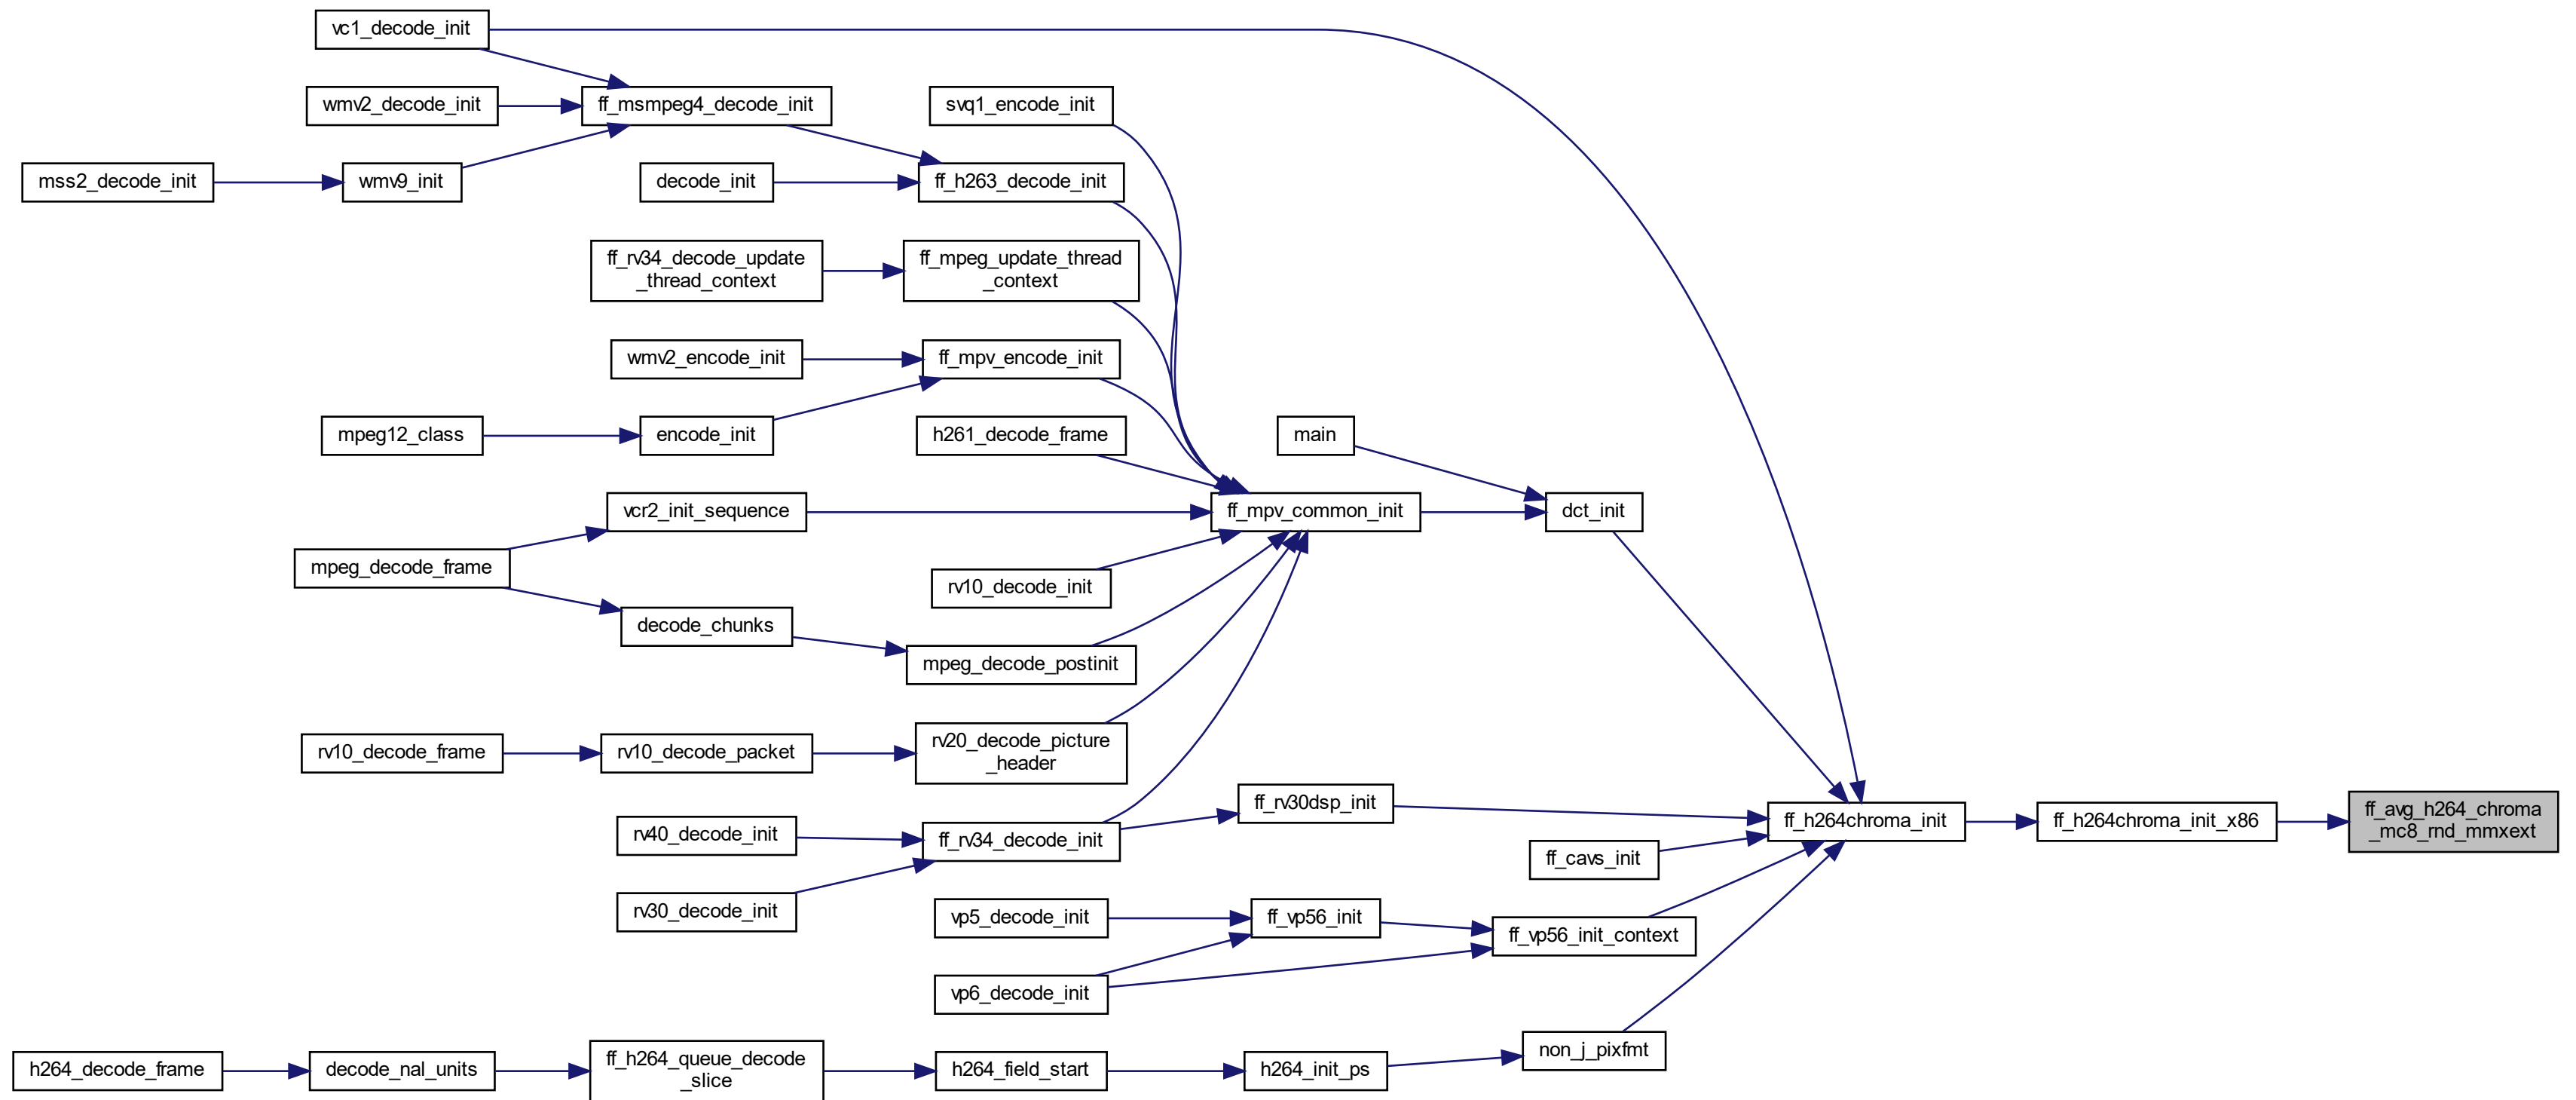 vc1_decode_init
wmv2_decode_init
ff_msmpeg4_decode_init
svq1_encode_init
mss2_decode_init
wmv9_init
decode_init
ff_h263_decode_init
ff_rv34_decode_update
_thread_context
ff_mpeg_update_thread
_context
wmv2_encode_init
ff_mpv_encode_init
mpeg12_class
encode_init
h261_decode_frame
main
vcr2_init_sequence
ff_mpv_common_init
dct_init
mpeg_decode_frame
rv10_decode_init
decode_chunks
mpeg_decode_postinit
rv10_decode_frame
rv10_decode_packet
rv20_decode_picture
_header
ff_rv30dsp_init
rv40_decode_init
ff_rv34_decode_init
ff_h264chroma_init
ff_h264chroma_init_x86
ff_avg_h264_chroma
_mc8_rnd_mmxext
ff_cavs_init
rv30_decode_init
vp5_decode_init
ff_vp56_init
ff_vp56_init_context
vp6_decode_init
non_j_pixfmt
h264_decode_frame
decode_nal_units
ff_h264_queue_decode
_slice
h264_field_start
h264_init_ps